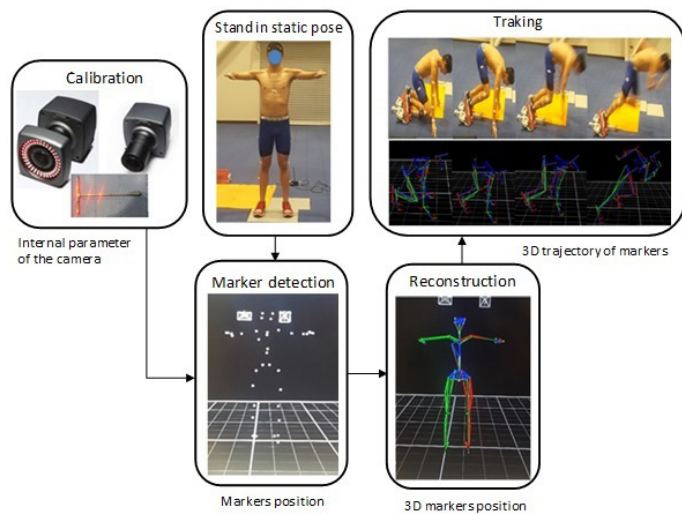 Stand in static pose
Traking
Calibration
Internal parameter
of the camera
3D trajectory of markers
Marker detection
Reconstruction
Markers position
3D markers position